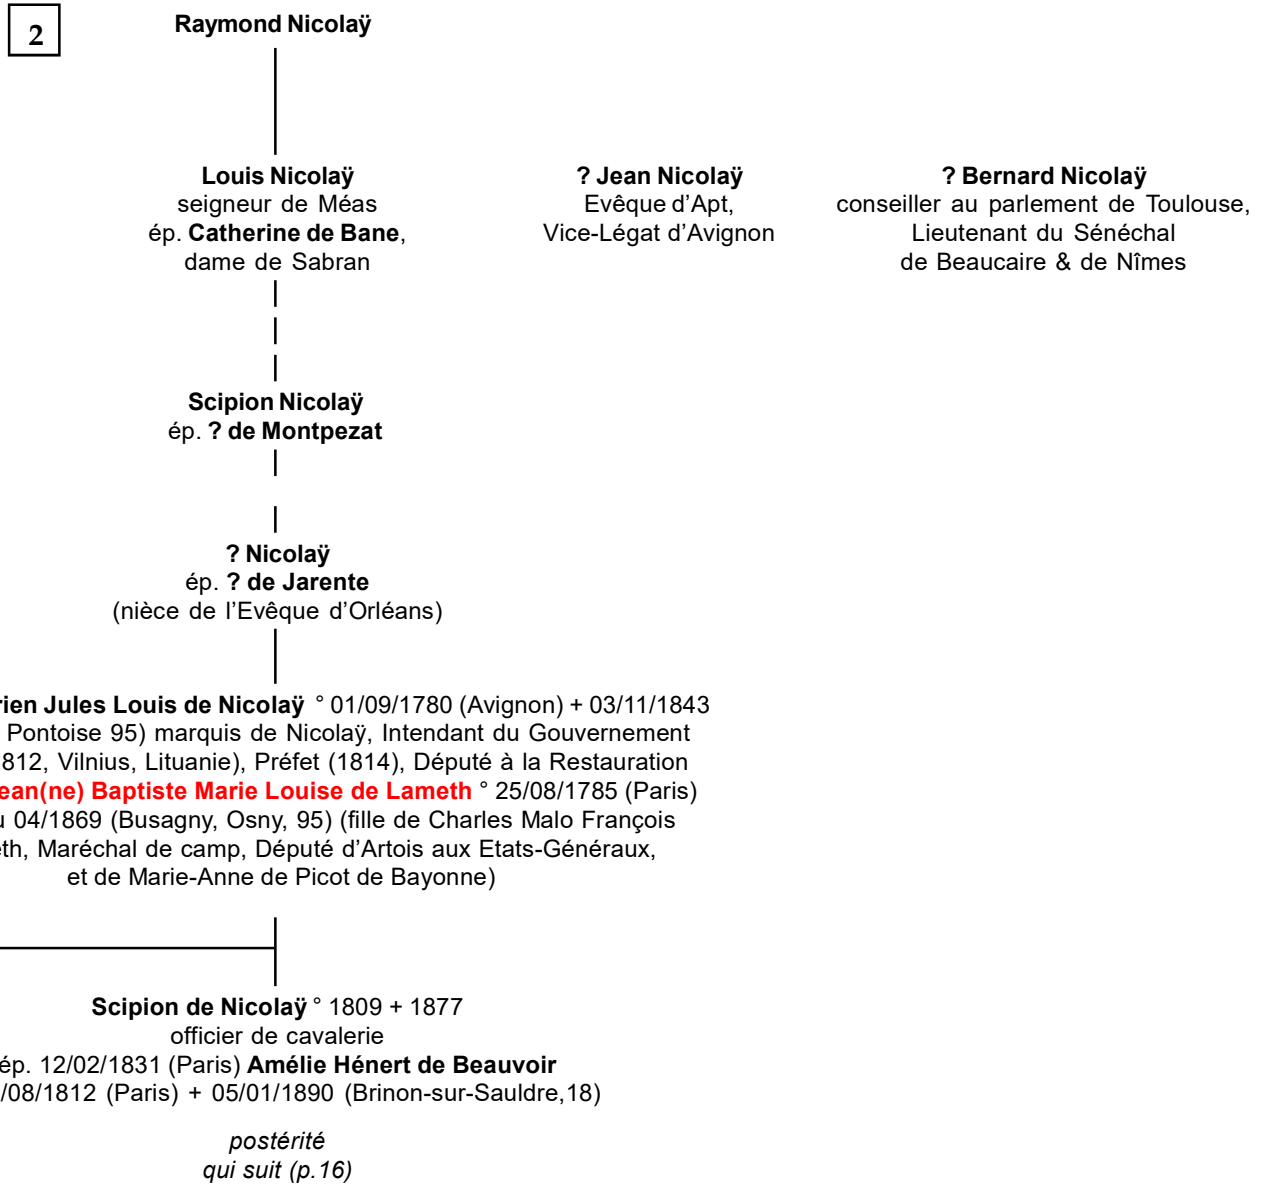 2
Raymond Nicolaÿ
Louis Nicolaÿ
seigneur de Méas
ép. Catherine de Bane,
dame de Sabran
? Jean Nicolaÿ
Evêque d'Apt,
Vice-Légat d'Avignon
? Bernard Nicolaÿ
conseiller au parlement de Toulouse,
Lieutenant du Sénéchal
de Beaucaire & de Nîmes
Scipion Nicolaÿ
ép. ? de Montpezat
? Nicolaÿ
ép. ? de Jarente
(nièce de l'Evêque d'Orléans)
rien Jules Louis de Nicolaÿ ° 01/09/1780 (Avignon) + 03/11/1843
Pontoise 95) marquis de Nicolaÿ, Intendant du Gouvernement
812, Vilnius, Lituanie), Préfet (1814), Député à la Restauration
ean(ne) Baptiste Marie Louise de Lameth ° 25/08/1785 (Paris)
u 04/1869 (Busagny, Osny, 95) (fille de Charles Malo François
eth, Maréchal de camp, Député d'Artois aux Etats-Généraux,
et de Marie-Anne de Picot de Bayonne)
Scipion de Nicolaÿ ° 1809 + 1877
officier de cavalerie
ép. 12/02/1831 (Paris) Amélie Hénert de Beauvoir
/08/1812 (Paris) + 05/01/1890 (Brinon-sur-Sauldre,18)
postérité
qui suit (p.16)